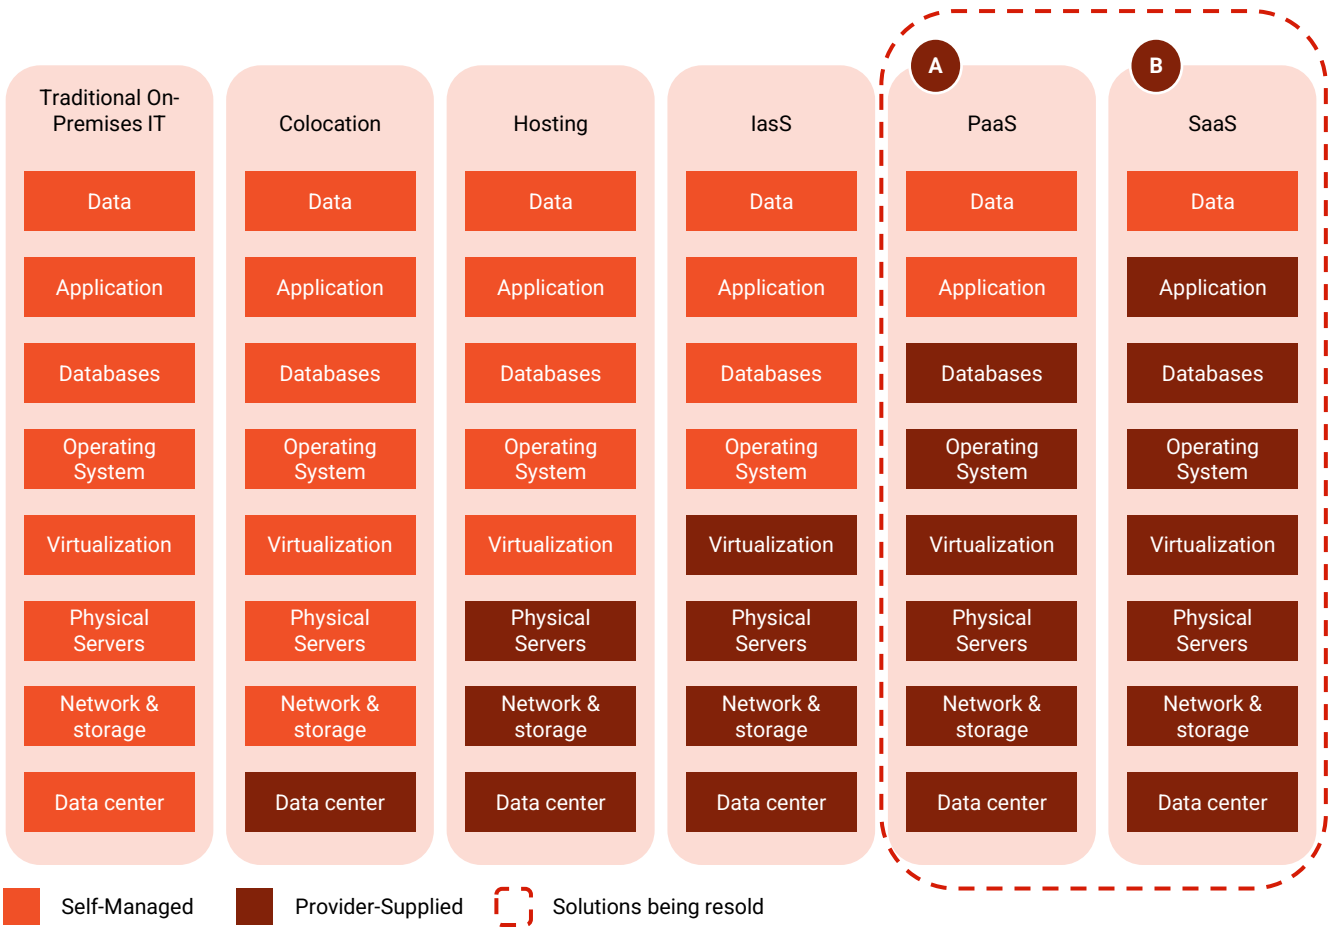 A
B
Traditional On-
Premises IT
Colocation
Hosting
IasS
PaaS
SaaS
Data
Data
Data
Data
Data
Data
Application
Application
Application
Application
Application
Application
Databases
Databases
Databases
Databases
Databases
Databases
Operating
System
Operating
System
Operating
System
Operating
System
Operating
System
Operating
System
Virtualization
Virtualization
Virtualization
Virtualization
Virtualization
Virtualization
Physical
Servers
Physical
Servers
Physical
Servers
Physical
Servers
Physical
Servers
Physical
Servers
Network &
storage
Network &
storage
Network &
storage
Network &
storage
Network &
storage
Network &
storage
Data center
Data center
Data center
Data center
Data center
Data center
Self-Managed
Provider-Supplied
Solutions being resold